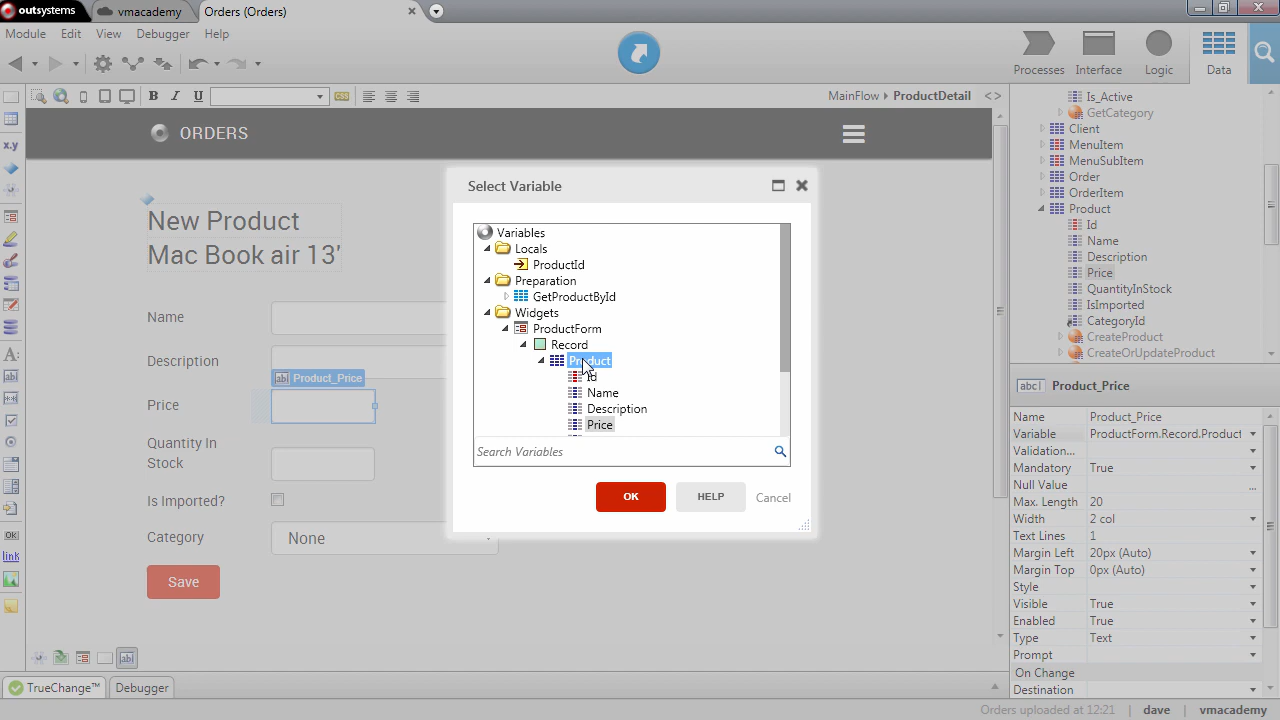 outsystems
vmacademy
Orders (Orders)
Module Edit View Debugger Help
Processes Interface Logic Data
B I U
MainFlow ProductDetail <>
x.y
ORDERS
New Product
Mac Book air 13'
Name
Description
Product_Price
Price
Quantity In
Stock
Is Imported?
Category None
Save
OK
link
Select Variable
Variables
Locals
ProductId
Preparation
GetProductById
Widgets
ProductForm
Record
Product
Id
Name
Description
Price
Search Variables
OK HELP Cancel
Is_Active
GetCategory
Client
MenuItem
MenuSubItem
Order
OrderItem
Product
Id
Name
Description
Price
QuantityInStock
IsImported
CategoryId
CreateProduct
CreateOrUpdateProduct
abc Product_Price
Name Product_Price
Variable ProductForm.Record.Product
Validation...
Mandatory True
Null Value ...
Max. Length 20
Width 2 col
Text Lines 1
Margin Left 20px (Auto)
Margin Top 0px (Auto)
Style
Visible True
Enabled True
Type Text
Prompt
On Change
Destination
TrueChange™ Debugger
Orders uploaded at 12:21 dave vmacademy